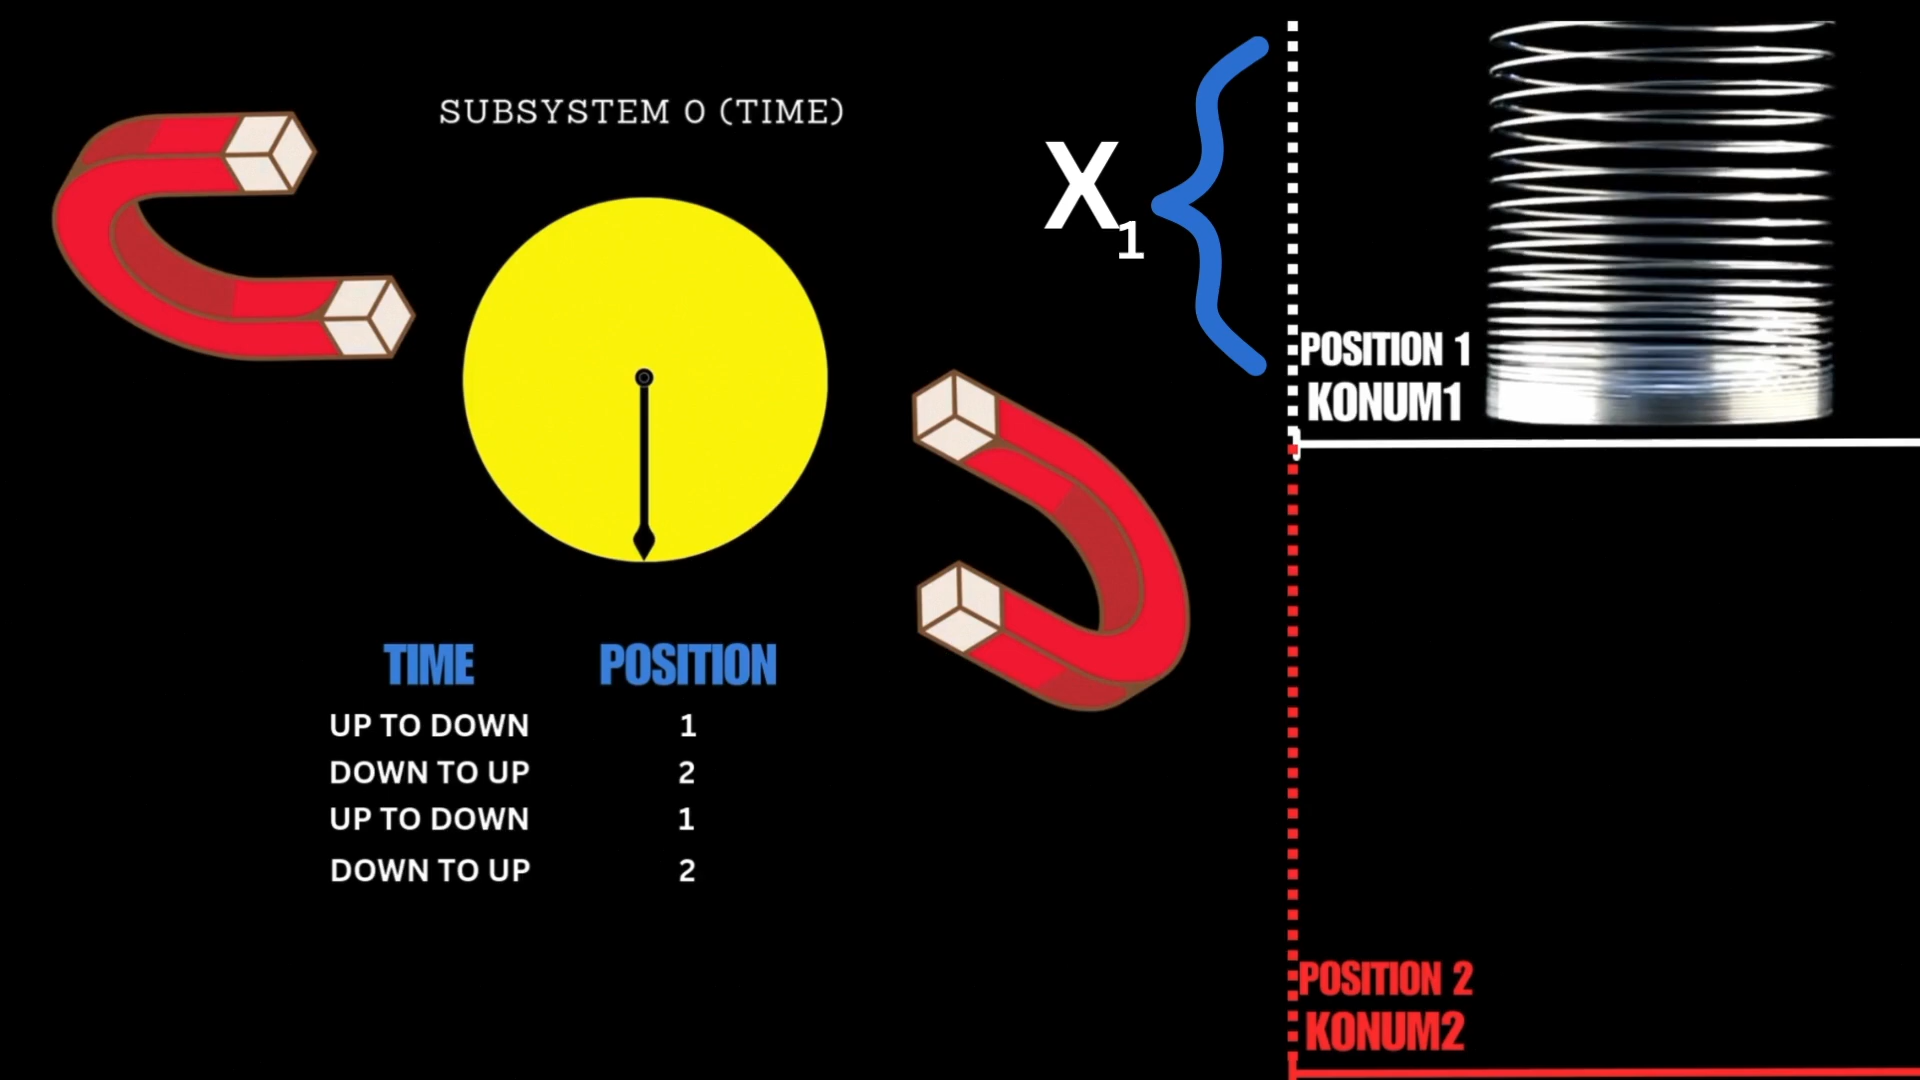 SUBSYSTEM 0 (TIME)
X1
POSITION 1
KONUM1
TIME POSITION
UP TO DOWN 1
DOWN TO UP 2
UP TO DOWN 1
DOWN TO UP 2
POSITION 2
KONUM2